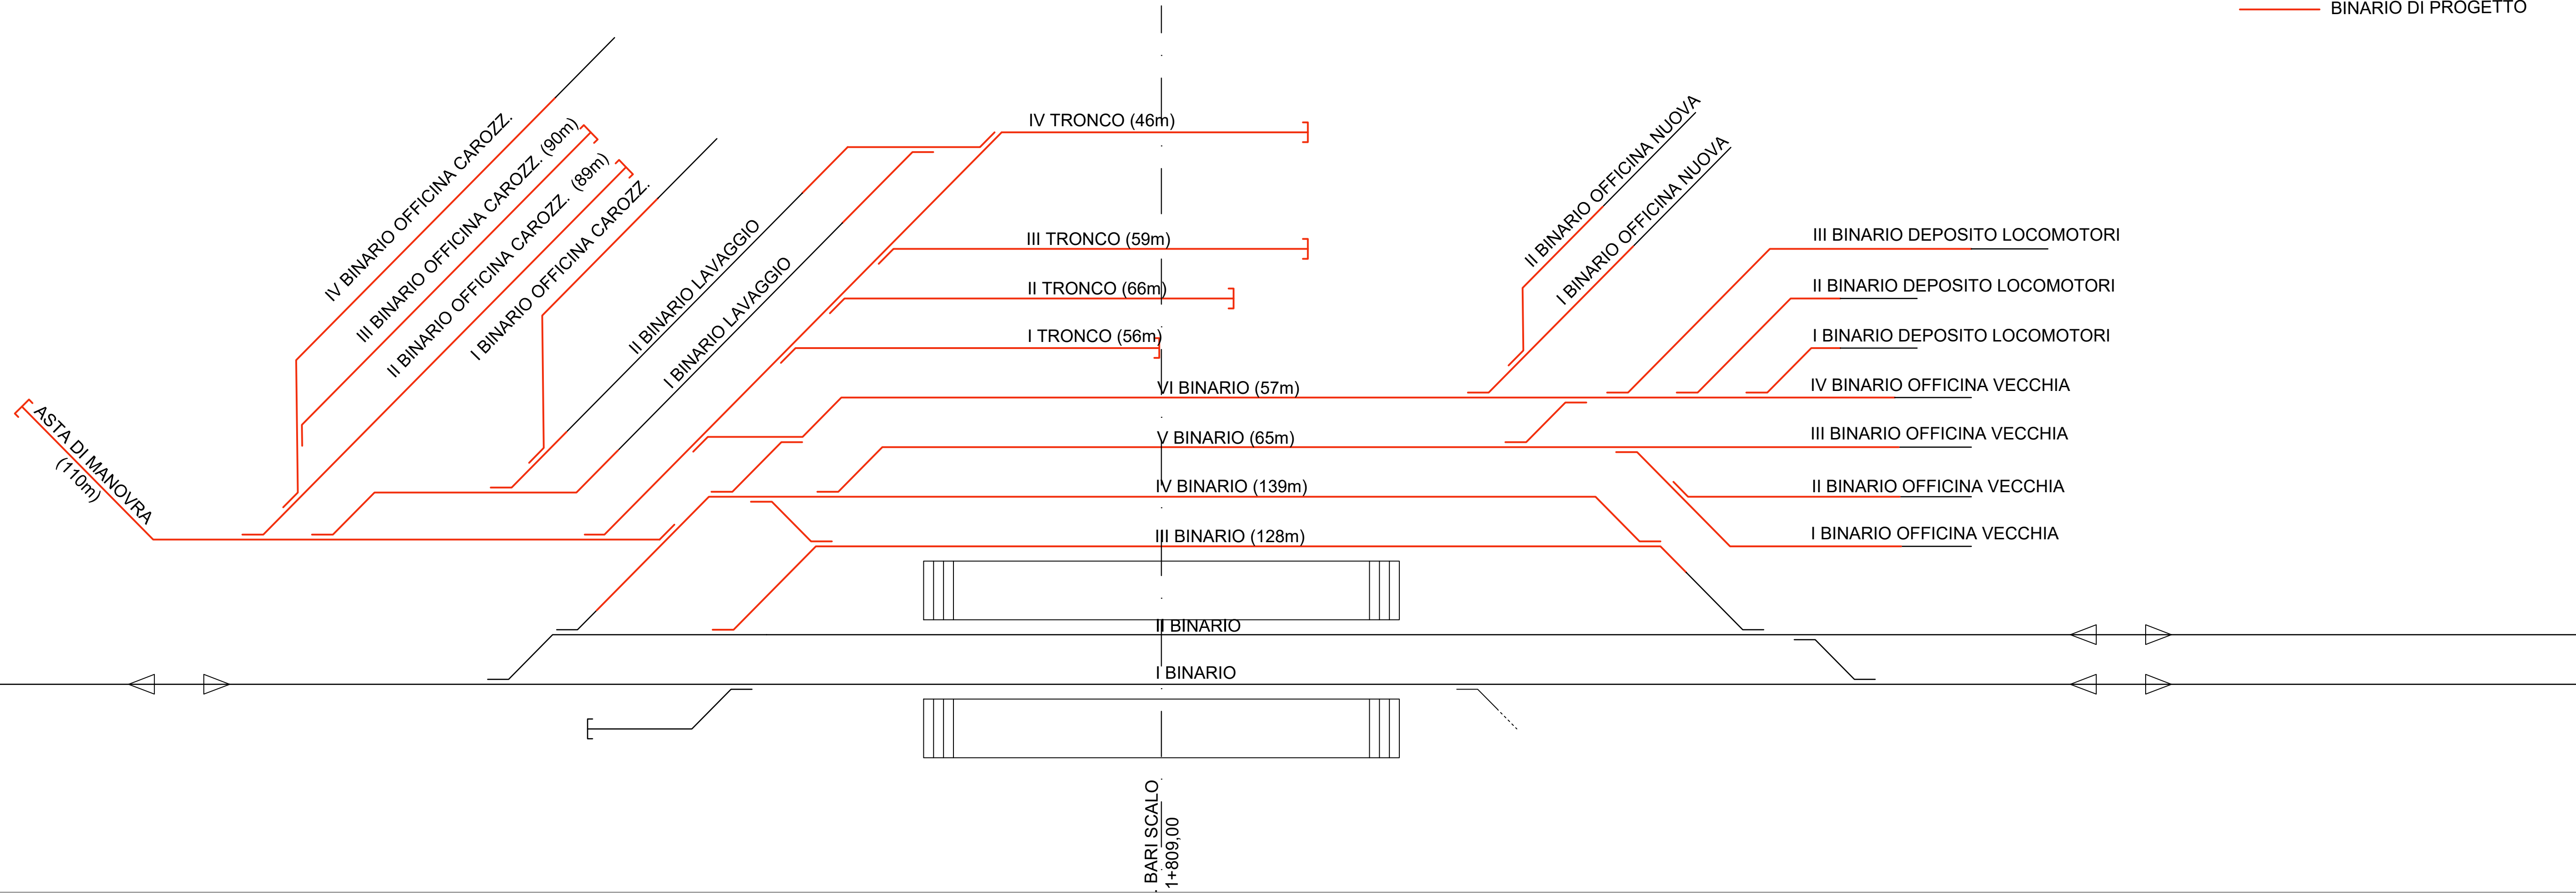 BINARIO DI PROGETTO
IV BINARIO OFFICINA CAROZZ.
III BINARIO OFFICINA CAROZZ. (90m)
II BINARIO OFFICINA CAROZZ. (89m)
I BINARIO OFFICINA CAROZZ.
II BINARIO LAVAGGIO
I BINARIO LAVAGGIO
ASTA DI MANOVRA
(110m)
IV TRONCO (46m)
III TRONCO (59m)
II TRONCO (66m)
I TRONCO (56m)
VI BINARIO (57m)
V BINARIO (65m)
IV BINARIO (139m)
III BINARIO (128m)
II BINARIO
I BINARIO
II BINARIO OFFICINA NUOVA
I BINARIO OFFICINA NUOVA
III BINARIO DEPOSITO LOCOMOTORI
II BINARIO DEPOSITO LOCOMOTORI
I BINARIO DEPOSITO LOCOMOTORI
IV BINARIO OFFICINA VECCHIA
III BINARIO OFFICINA VECCHIA
II BINARIO OFFICINA VECCHIA
I BINARIO OFFICINA VECCHIA
BARI SCALO
1+809,00